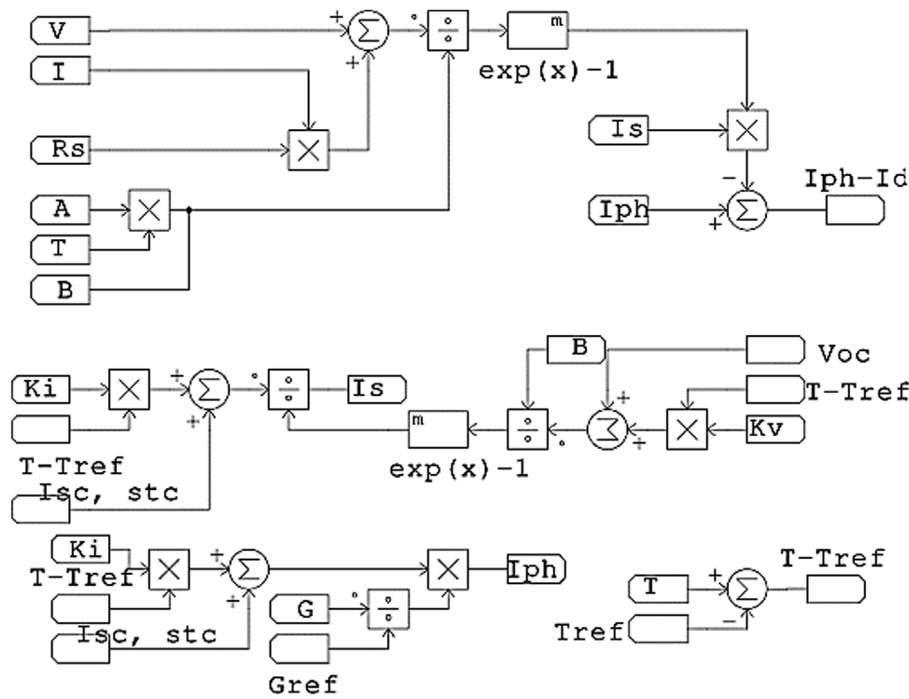 V
I
exp(x)-1
m
Rs
Is
A
Iph
Iph-Id
T
B
B
Voc
Ki
Is
T-Tref
m
Kv
T-Tref
exp(x)-1
Isc, stc
Ki
Iph
T-Tref
T-Tref
G
T
Isc, stc
Tref
Gref